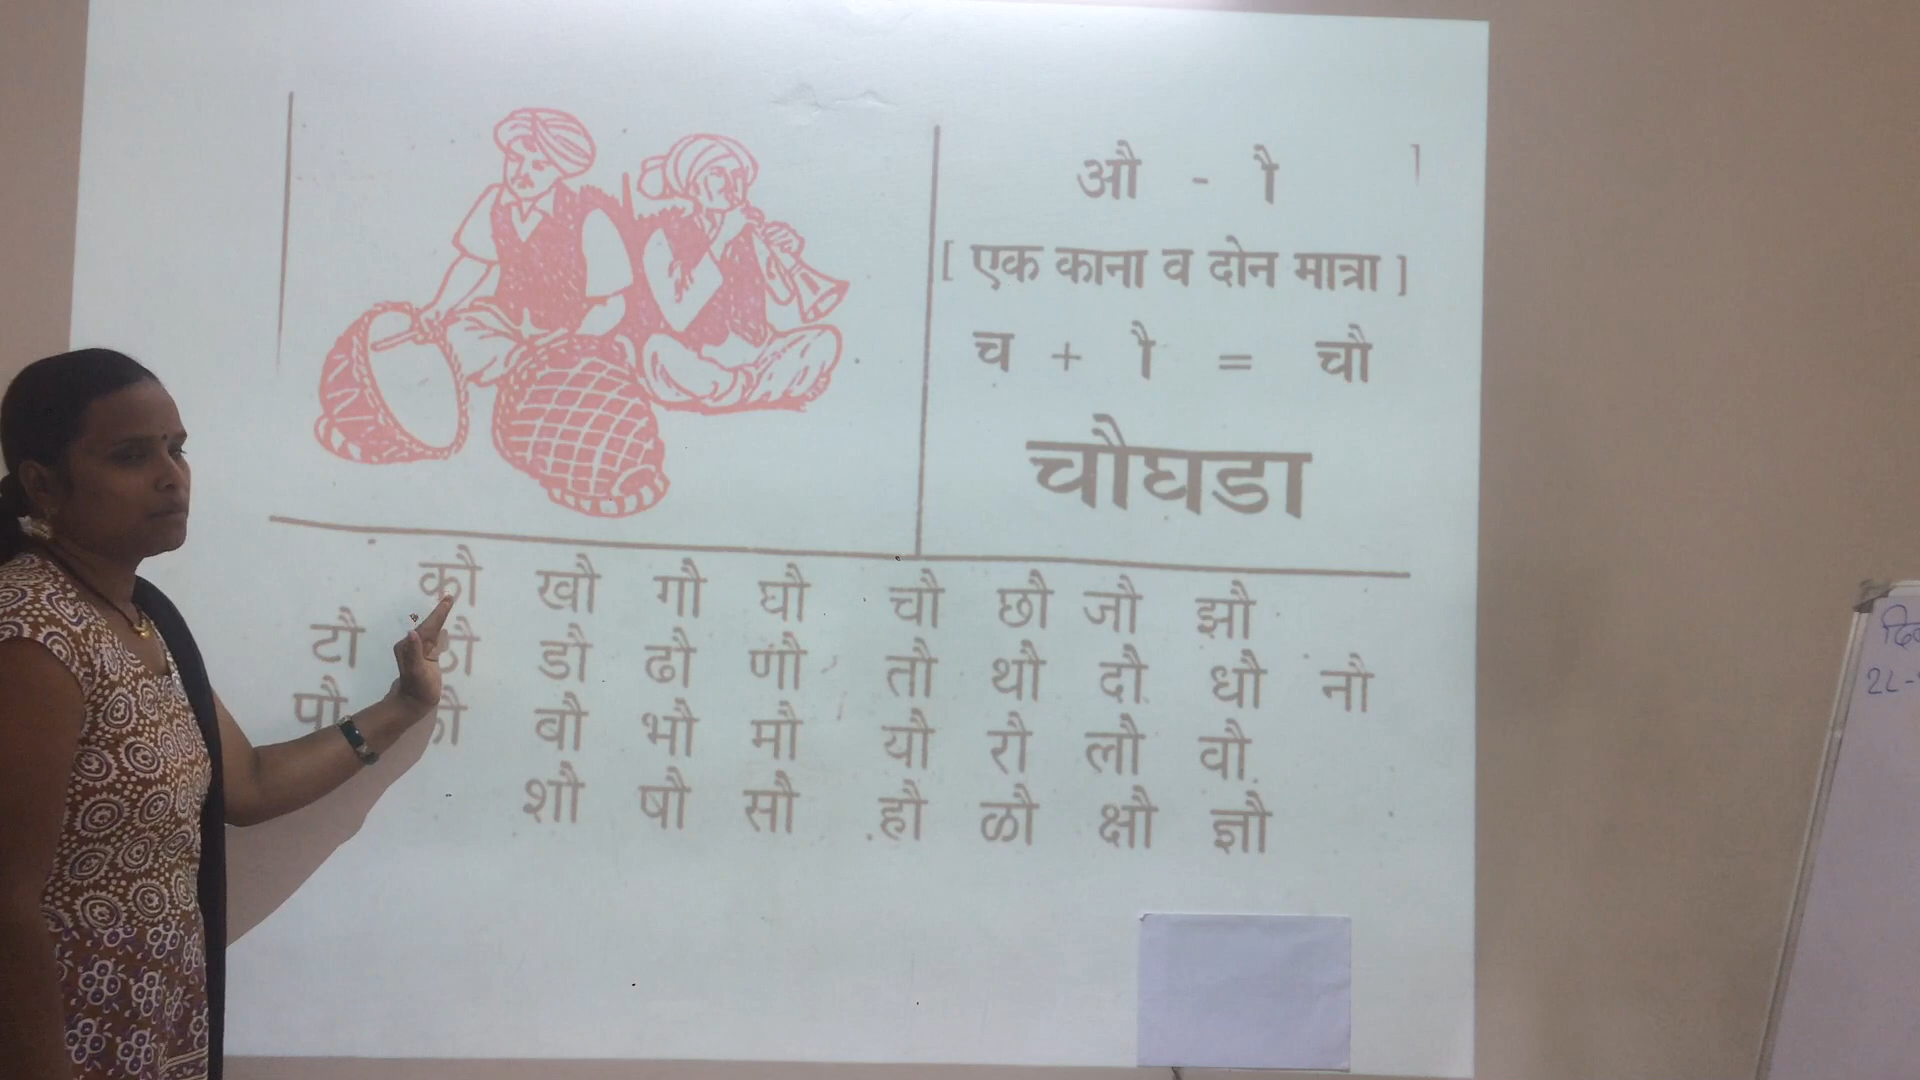 औ - ौ
[ एक काना व दोन मात्रा ]
च + ौ = चौ
चौघडा
कौ खौ गौ घौ चौ छौ जौ झौ
टौ ठौ डौ ढौ णौ तौ थौ दौ धौ नौ
पौ बौ भौ मौ यौ रौ लौ वौ
शौ षौ सौ हौ ळौ क्षौ ज्ञौ